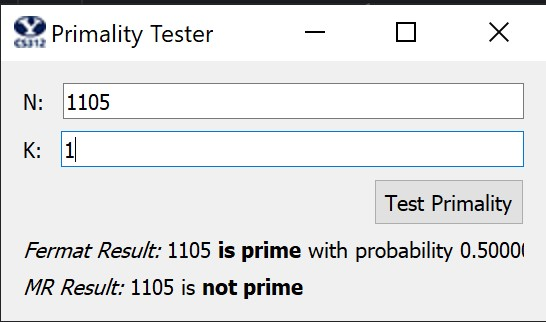 CS312 Primality Tester
N: 1105
K: 1
Test Primality
Fermat Result: 1105 is prime with probability 0.50000
MR Result: 1105 is not prime